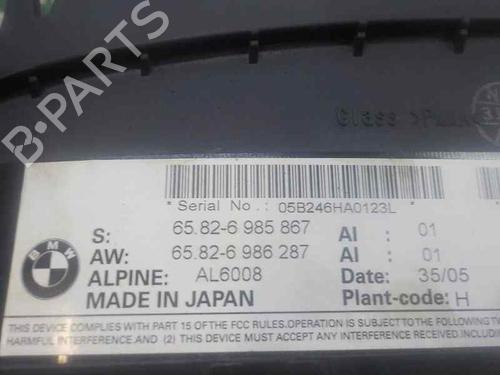 B-PARTS
Glass
* Serial No. : 05B246HA0123L *
S: 65.82-6 985 867 AI : 01
AW: 65.82-6 986 287 AI : 01
ALPINE: AL6008 Date: 35/05
MADE IN JAPAN Plant-code: H
BMW
THIS DEVICE COMPLIES WITH PART 15 OF THE FCC RULES.OPERATION IS SUBJECT TO THE FOLLOWING
HARMFUL INTERFERENCE AND (2) THIS DEVICE MUST ACCEPT ANY INTERFERENCE